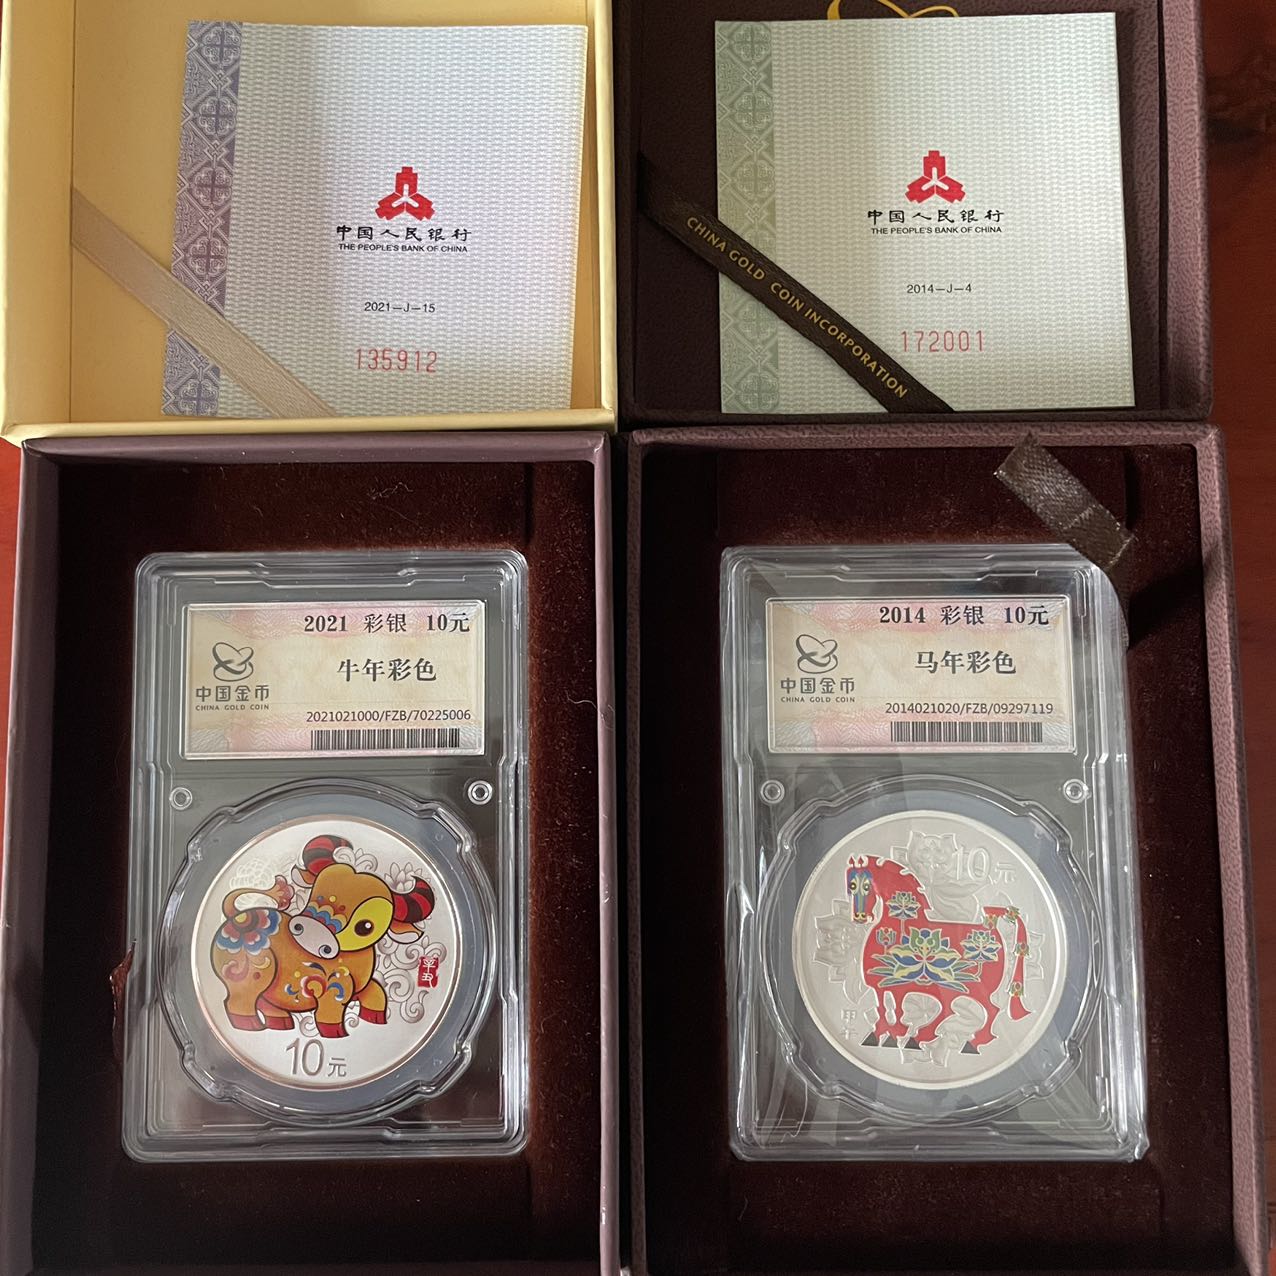 中国人民银行
THE PEOPLE'S BANK OF CHINA
2021—J—15
135912
中国人民银行
THE PEOPLE'S BANK OF CHINA
2014—J—4
172001
CHINA GOLD COIN INCORPORATION
2021 彩银 10元
牛年彩色
中国金币
CHINA GOLD COIN
2021021000/FZB/70225006
辛丑
10元
2014 彩银 10元
马年彩色
中国金币
CHINA GOLD COIN
2014021020/FZB/09297119
10元
甲午